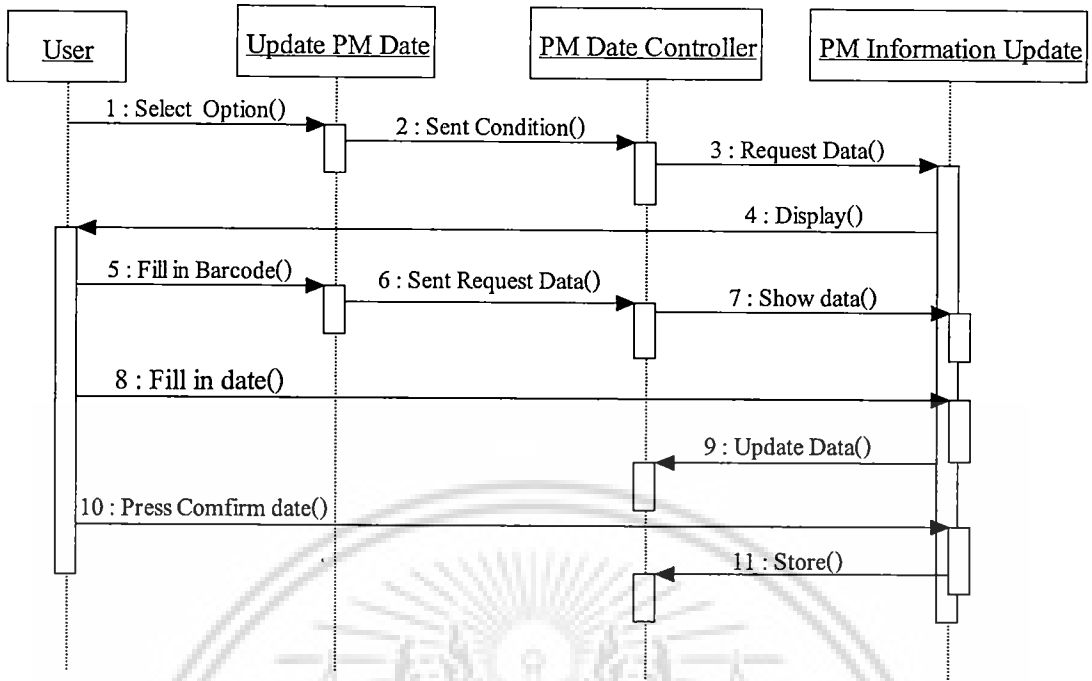 User
Update PM Date
PM Date Controller
PM Information Update
1 : Select Option()
2 : Sent Condition()
3 : Request Data()
4 : Display()
5 : Fill in Barcode()
6 : Sent Request Data()
7 : Show data()
8 : Fill in date()
9 : Update Data()
10 : Press Comfirm date()
11 : Store()